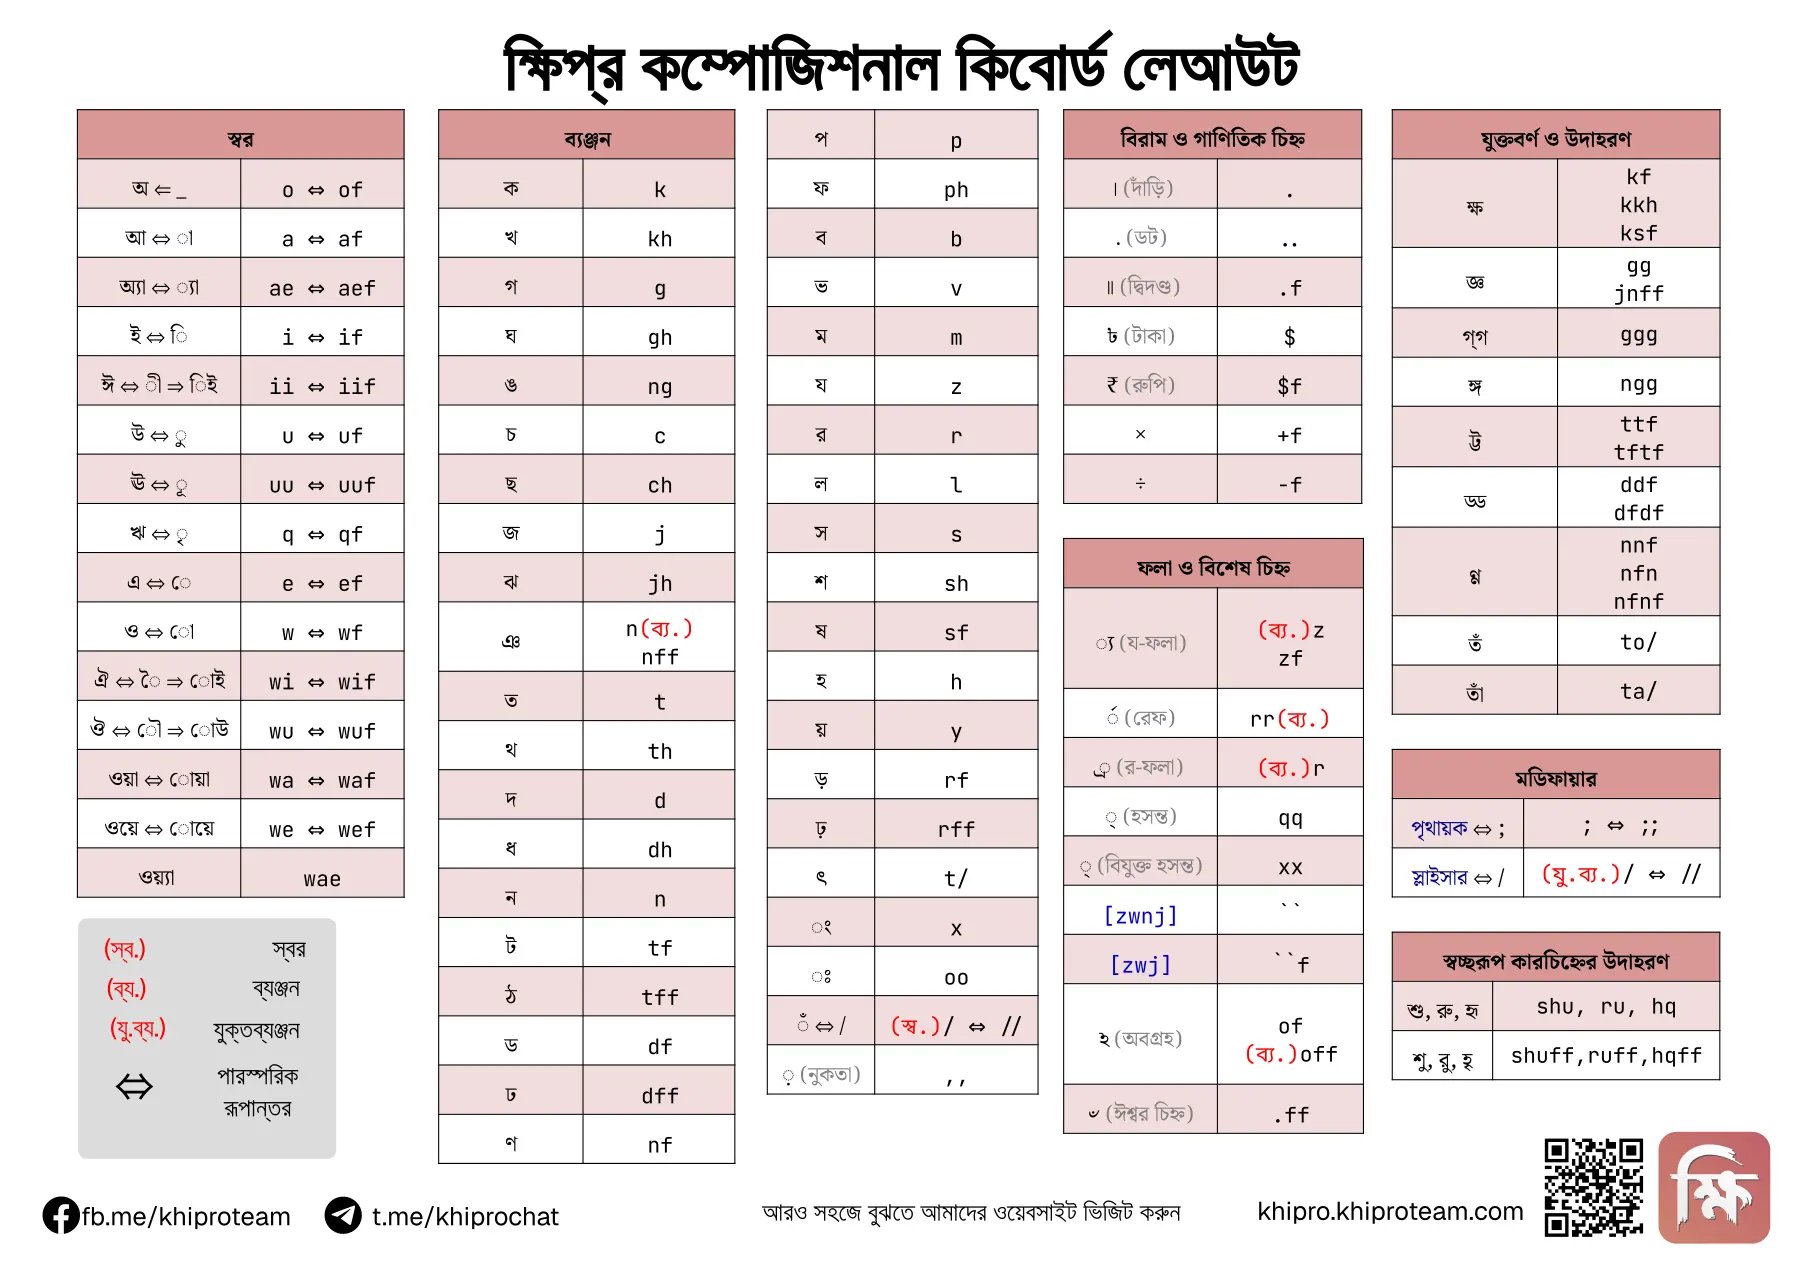 ক্ষিপ্র কম্পোজিশনাল কিবোর্ড লেআউট
স্বর
অ ⇐ _ o ⇔ of
আ ⇔ া a ⇔ af
অ্যা ⇔ ্যা ae ⇔ aef
ই ⇔ ি i ⇔ if
ঈ ⇔ ী ⇒ িই ii ⇔ iif
উ ⇔ ু u ⇔ uf
ঊ ⇔ ূ uu ⇔ uuf
ঋ ⇔ ৃ q ⇔ qf
এ ⇔ ে e ⇔ ef
ও ⇔ ো w ⇔ wf
ঐ ⇔ ৈ ⇒ োই wi ⇔ wif
ঔ ⇔ ৌ ⇒ োউ wu ⇔ wuf
ওয়া ⇔ োয়া wa ⇔ waf
ওয়ে ⇔ োয়ে we ⇔ wef
ওয়্যা wae
(স্ব.) স্বর
(ব্য.) ব্যঞ্জন
(যু.ব্য.) যুক্তব্যঞ্জন
⇔ পারস্পরিক
রূপান্তর
ব্যঞ্জন
ক k
খ kh
গ g
ঘ gh
ঙ ng
চ c
ছ ch
জ j
ঝ jh
ঞ n(ব্য.)
nff
ত t
থ th
দ d
ধ dh
ন n
ট tf
ঠ tff
ড df
ঢ dff
ণ nf
প p
ফ ph
ব b
ভ v
ম m
য z
র r
ল l
স s
শ sh
ষ sf
হ h
য় y
ড় rf
ঢ় rff
ৎ t/
ং x
ঃ oo
ঁ ⇔ / (স্ব.)/ ⇔ //
় (নুকতা) ,,
বিরাম ও গাণিতিক চিহ্ন
। (দাঁড়ি) .
. (ডট) ..
॥ (দ্বিদণ্ড) .f
৳ (টাকা) $
₹ (রুপি) $f
× +f
÷ -f
ফলা ও বিশেষ চিহ্ন
্য (য-ফলা) (ব্য.)z
zf
র্ (রেফ) rr(ব্য.)
্র (র-ফলা) (ব্য.)r
্ (হসন্ত) qq
্ (বিযুক্ত হসন্ত) xx
[zwnj] ``
[zwj] ``f
ঽ (অবগ্রহ) of
(ব্য.)off
৺ (ঈশ্বর চিহ্ন) .ff
যুক্তবর্ণ ও উদাহরণ
ক্ষ kf
kkh
ksf
জ্ঞ gg
jnff
গ্গ ggg
ঙ্গ ngg
ট্ট ttf
tftf
ড্ড ddf
dfdf
ণ্ণ nnf
nfn
nfnf
তঁ to/
তাঁ ta/
মডিফায়ার
পৃথায়ক ⇔ ; ; ⇔ ;;
স্লাইসার ⇔ / (যু.ব্য.)/ ⇔ //
স্বচ্ছরূপ কারচিহ্নের উদাহরণ
শু, রু, হৃ shu, ru, hq
শু, রু, হৃ shuff,ruff,hqff
fb.me/khiproteam
t.me/khiprochat
আরও সহজে বুঝতে আমাদের ওয়েবসাইট ভিজিট করুন
khipro.khiproteam.com
ক্ষি